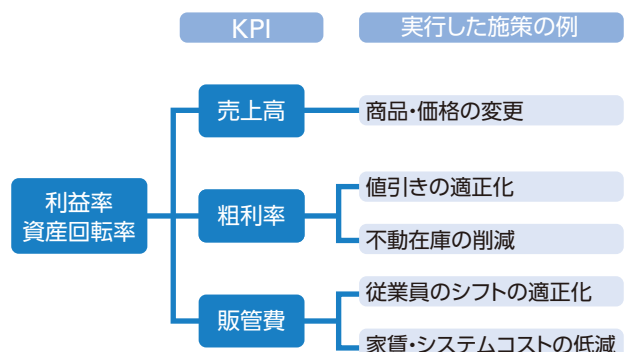 KPI
実行した施策の例
売上高
商品・価格の変更
利益率
資産回転率
粗利率
値引きの適正化
不動在庫の削減
販管費
従業員のシフトの適正化
家賃・システムコストの低減